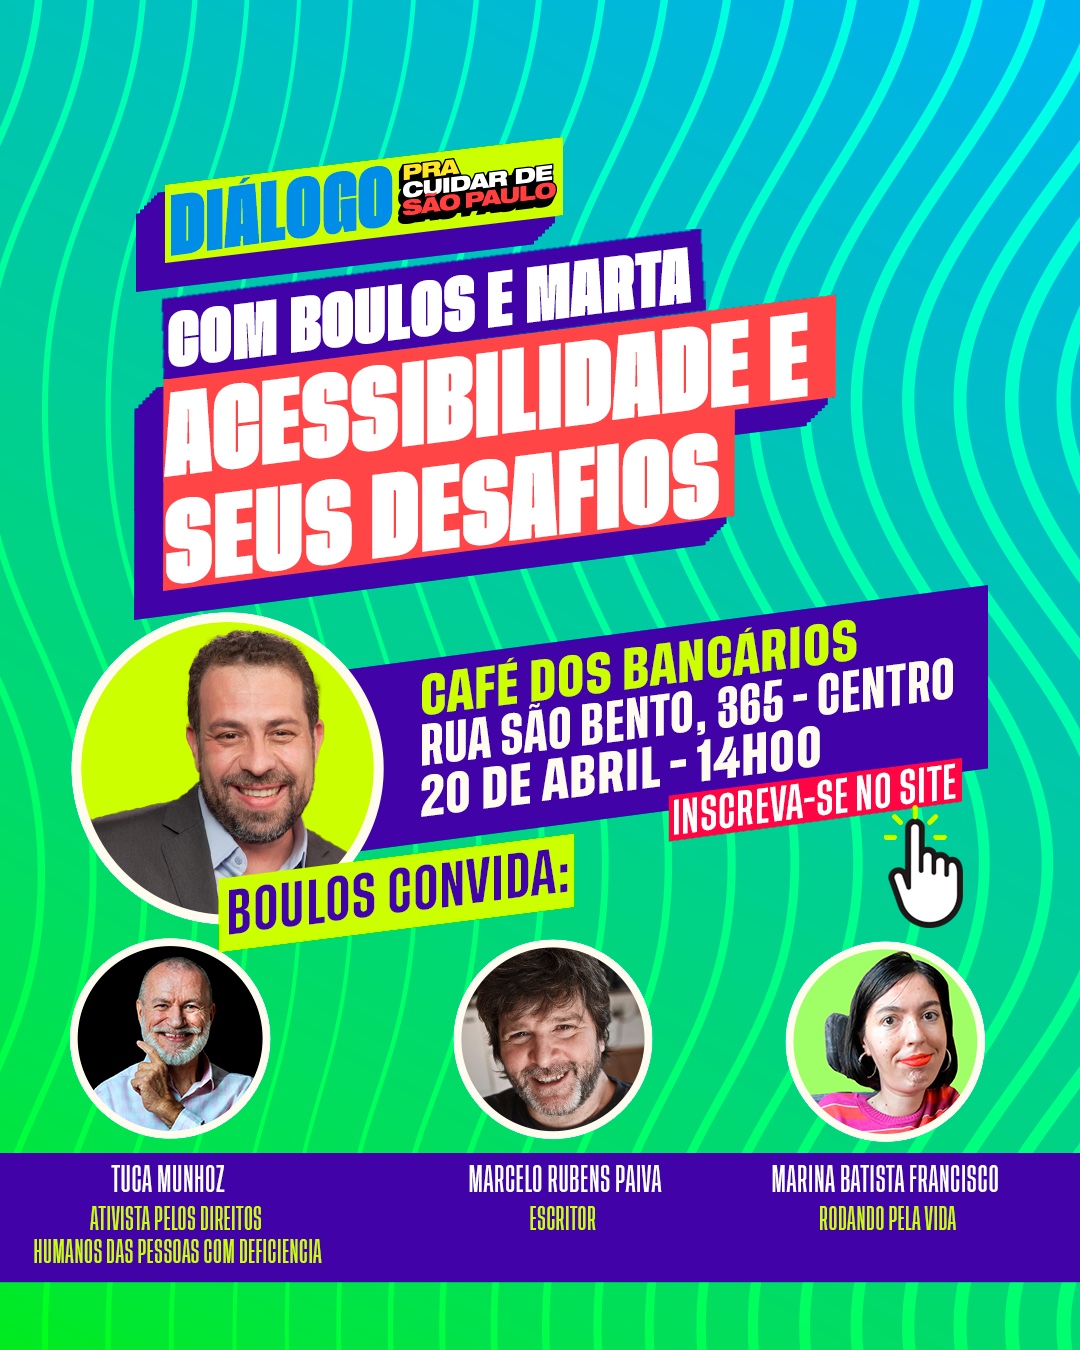 DIÁLOGO
PRA
CUIDAR DE
SÃO PAULO
COM BOULOS E MARTA
ACESSIBILIDADE E
SEUS DESAFIOS
CAFÉ DOS BANCÁRIOS
RUA SÃO BENTO, 365 - CENTRO
20 DE ABRIL - 14H00
INSCREVA-SE NO SITE
BOULOS CONVIDA:
TUCA MUNHOZ
ATIVISTA PELOS DIREITOS
HUMANOS DAS PESSOAS COM DEFICIENCIA
MARCELO RUBENS PAIVA
ESCRITOR
MARINA BATISTA FRANCISCO
RODANDO PELA VIDA